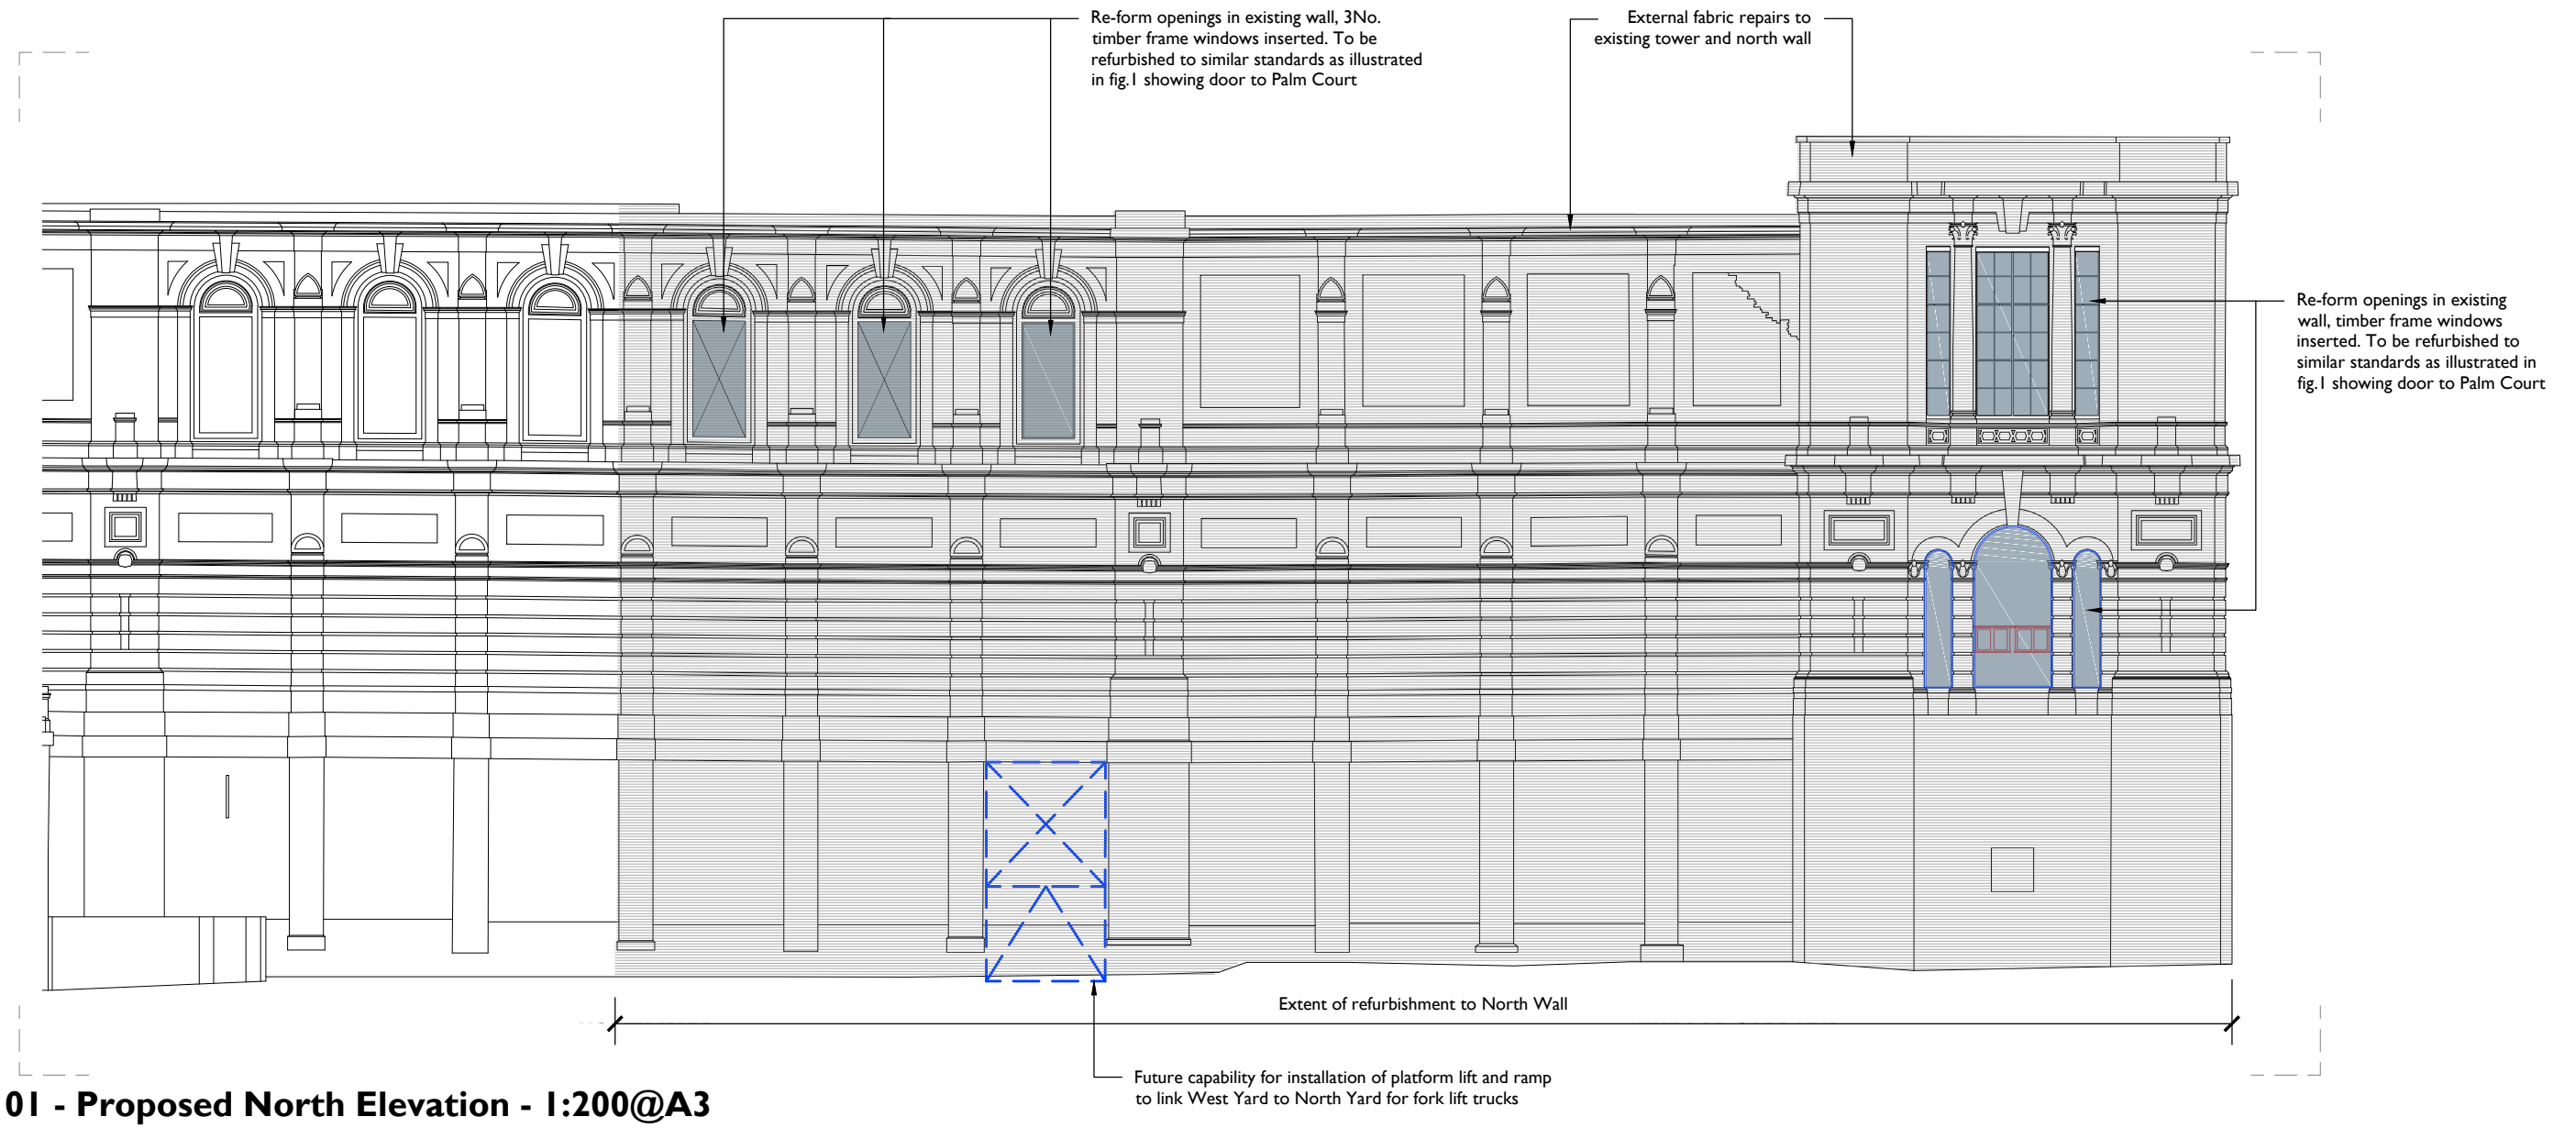 Re-form openings in existing wall, 3No.
timber frame windows inserted. To be
refurbished to similar standards as illustrated
in fig.1 showing door to Palm Court
External fabric repairs to
existing tower and north wall
Re-form openings in existing
wall, timber frame windows
inserted. To be refurbished to
similar standards as illustrated in
fig.1 showing door to Palm Court
Extent of refurbishment to North Wall
Future capability for installation of platform lift and ramp
to link West Yard to North Yard for fork lift trucks
01 - Proposed North Elevation - 1:200@A3